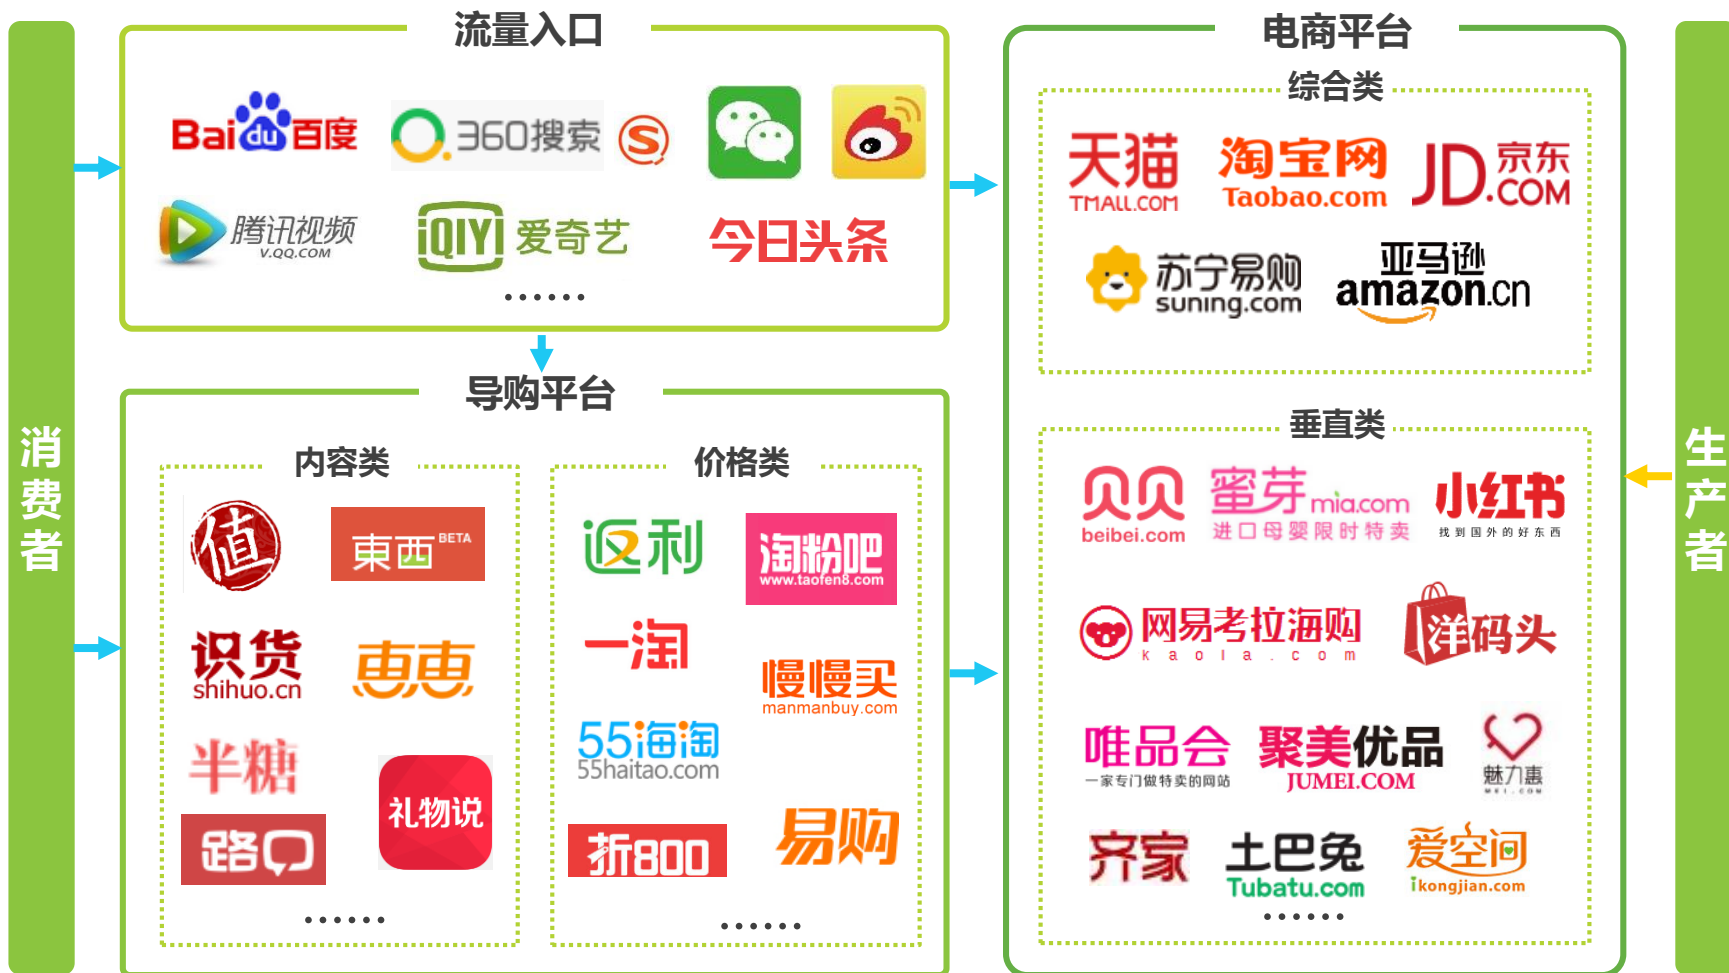 流量入口
Bai du 百度
360搜索
S
腾讯视频
V.QQ.COM
iQIYI 爱奇艺
今日头条
......
导购平台
内容类
值
東西 BETA
识货
shihuo.cn
惠惠
半糖
礼物说
路口
......
价格类
返利
淘粉吧
www.taofen8.com
一淘
慢慢买
manmanbuy.com
55海淘
55haitao.com
折800
易购
......
电商平台
综合类
天猫
TMALL.COM
淘宝网
Taobao.com
JD.京东
.COM
苏宁易购
suning.com
亚马逊
amazon.cn
垂直类
贝贝
beibei.com
蜜芽 mia.com
进口母婴限时特卖
小红书
找到国外的好东西
网易考拉海购
kaola.com
洋码头
唯品会
一家专门做特卖的网站
聚美优品
JUMEI.COM
魅力惠
MEI.COM
齐家
土巴兔
Tubatu.com
爱空间
ikongjian.com
......
消费者
生产者